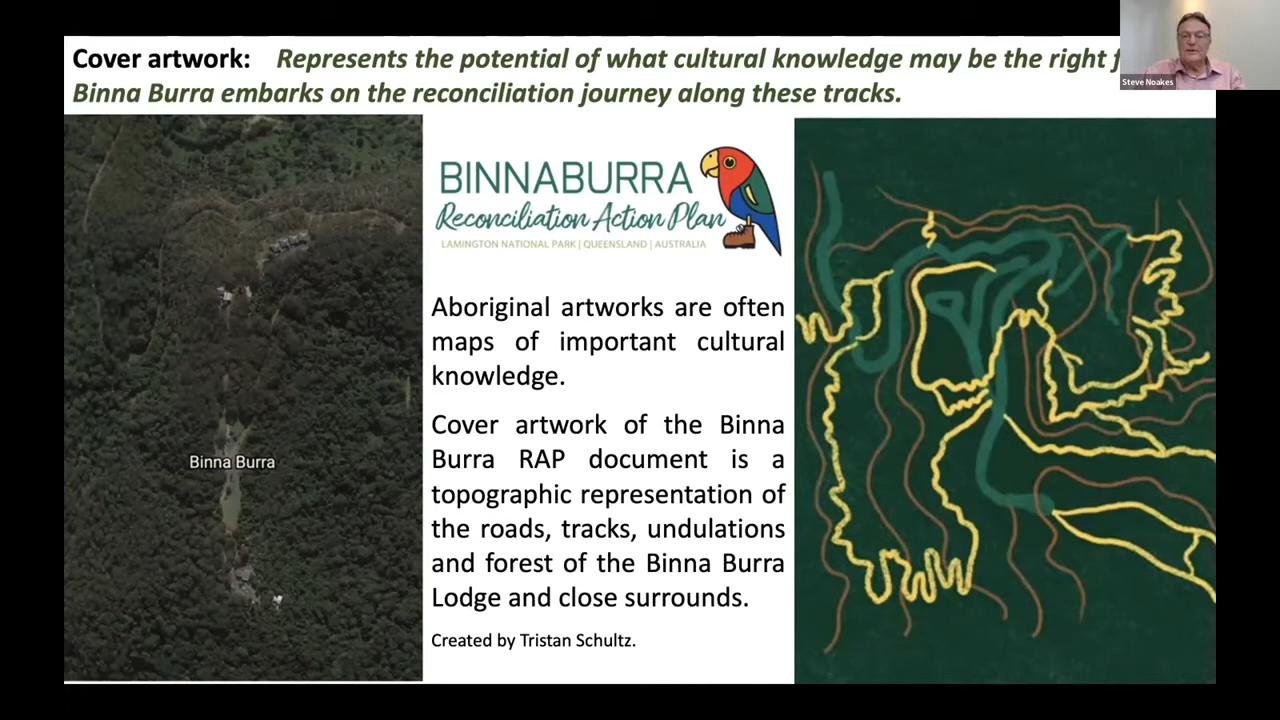 Cover artwork: Represents the potential of what cultural knowledge may be the right
Binna Burra embarks on the reconciliation journey along these tracks.
Steve Noakes
BINNABURRA
Reconciliation Action Plan
LAMINGTON NATIONAL PARK | QUEENSLAND | AUSTRALIA
Binna Burra
Aboriginal artworks are often
maps of important cultural
knowledge.
Cover artwork of the Binna
Burra RAP document is a
topographic representation of
the roads, tracks, undulations
and forest of the Binna Burra
Lodge and close surrounds.
Created by Tristan Schultz.